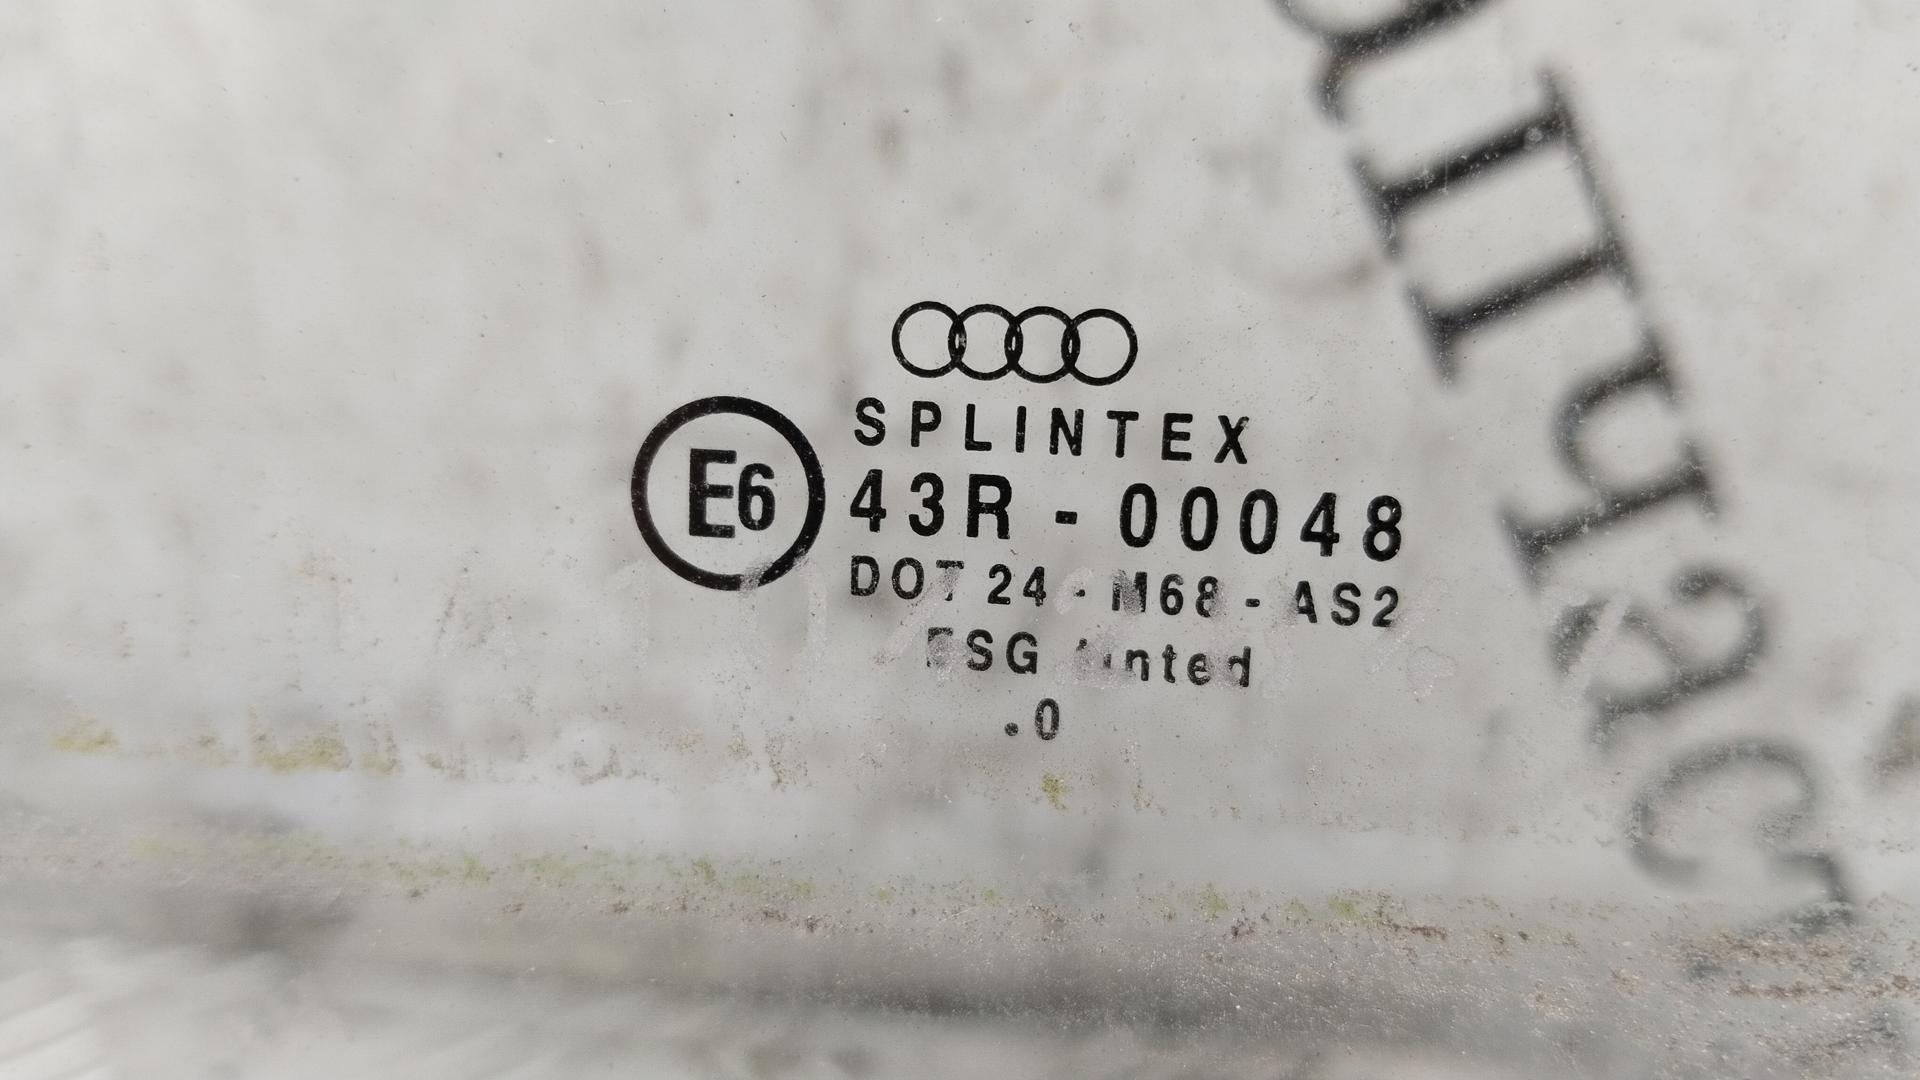 SPLINTEX
E6
43R - 00048
DOT 24 - M68 - AS2
ESG tinted
.0